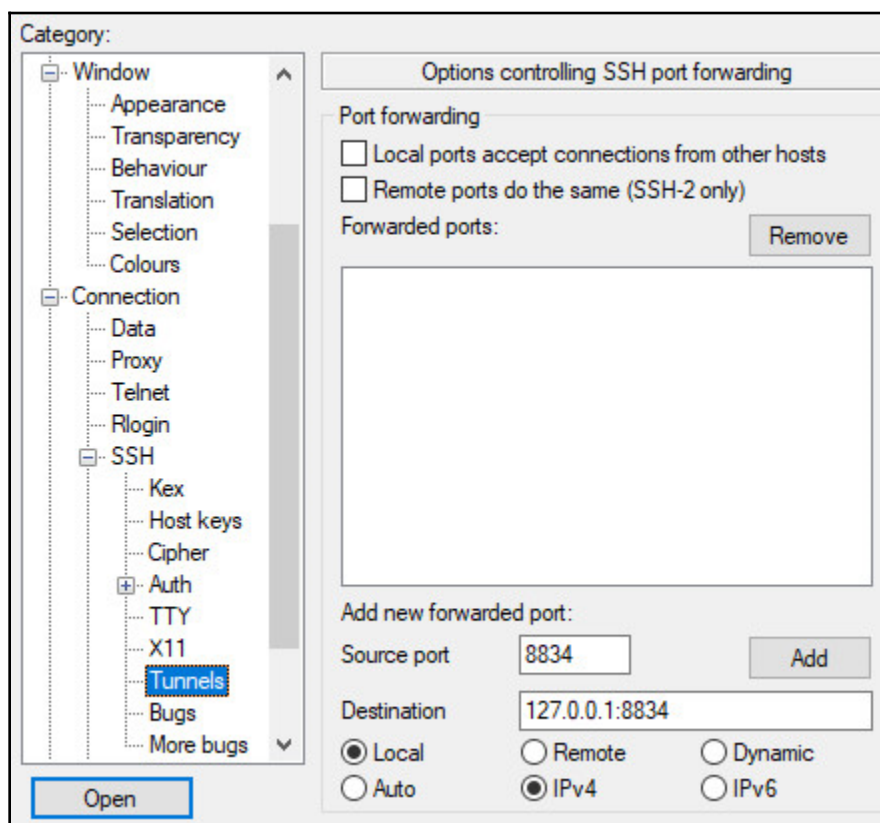 Category:
Window
Appearance
Transparency
Behaviour
Translation
Selection
Colours
Connection
Data
Proxy
Telnet
Rlogin
SSH
Kex
Host keys
Cipher
Auth
TTY
X11
Tunnels
Bugs
More bugs
Open
Options controlling SSH port forwarding
Port forwarding
Local ports accept connections from other hosts
Remote ports do the same (SSH-2 only)
Forwarded ports:
Remove
Add new forwarded port:
Source port 8834 Add
Destination 127.0.0.1:8834
Local Remote Dynamic
Auto IPv4 IPv6